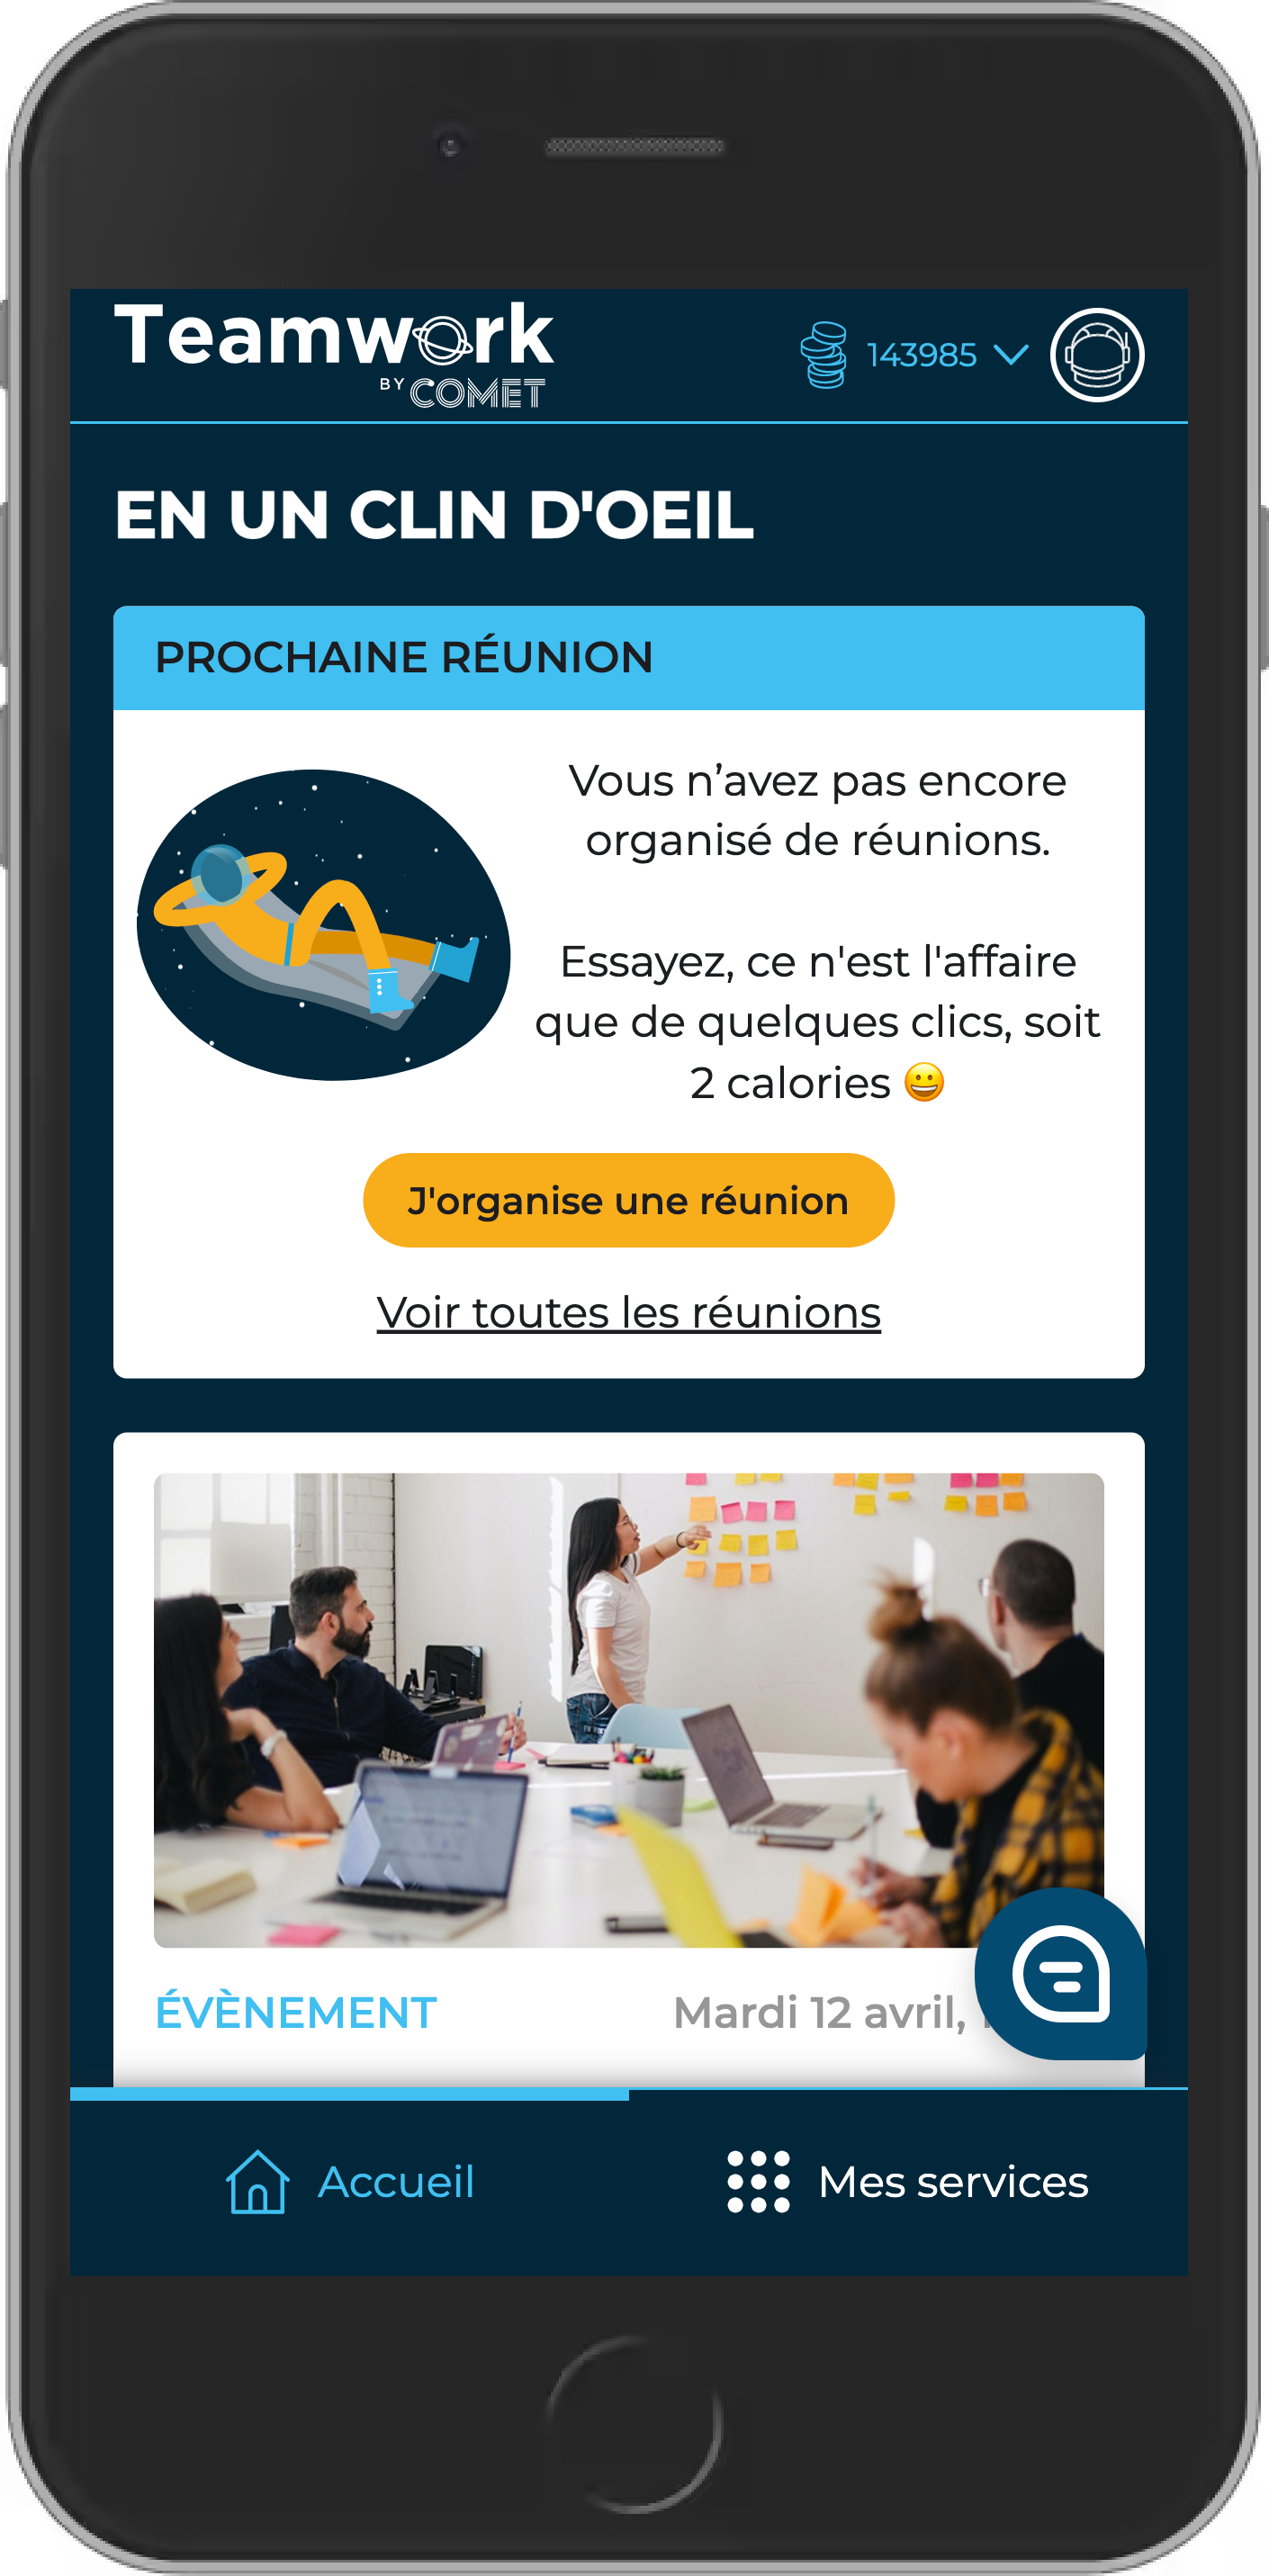 Teamwork
BY COMET
143985
EN UN CLIN D'OEIL
PROCHAINE RÉUNION
Vous n’avez pas encore
organisé de réunions.
Essayez, ce n'est l'affaire
que de quelques clics, soit
2 calories 😀
J'organise une réunion
Voir toutes les réunions
ÉVÈNEMENT
Mardi 12 avril,
Accueil
Mes services